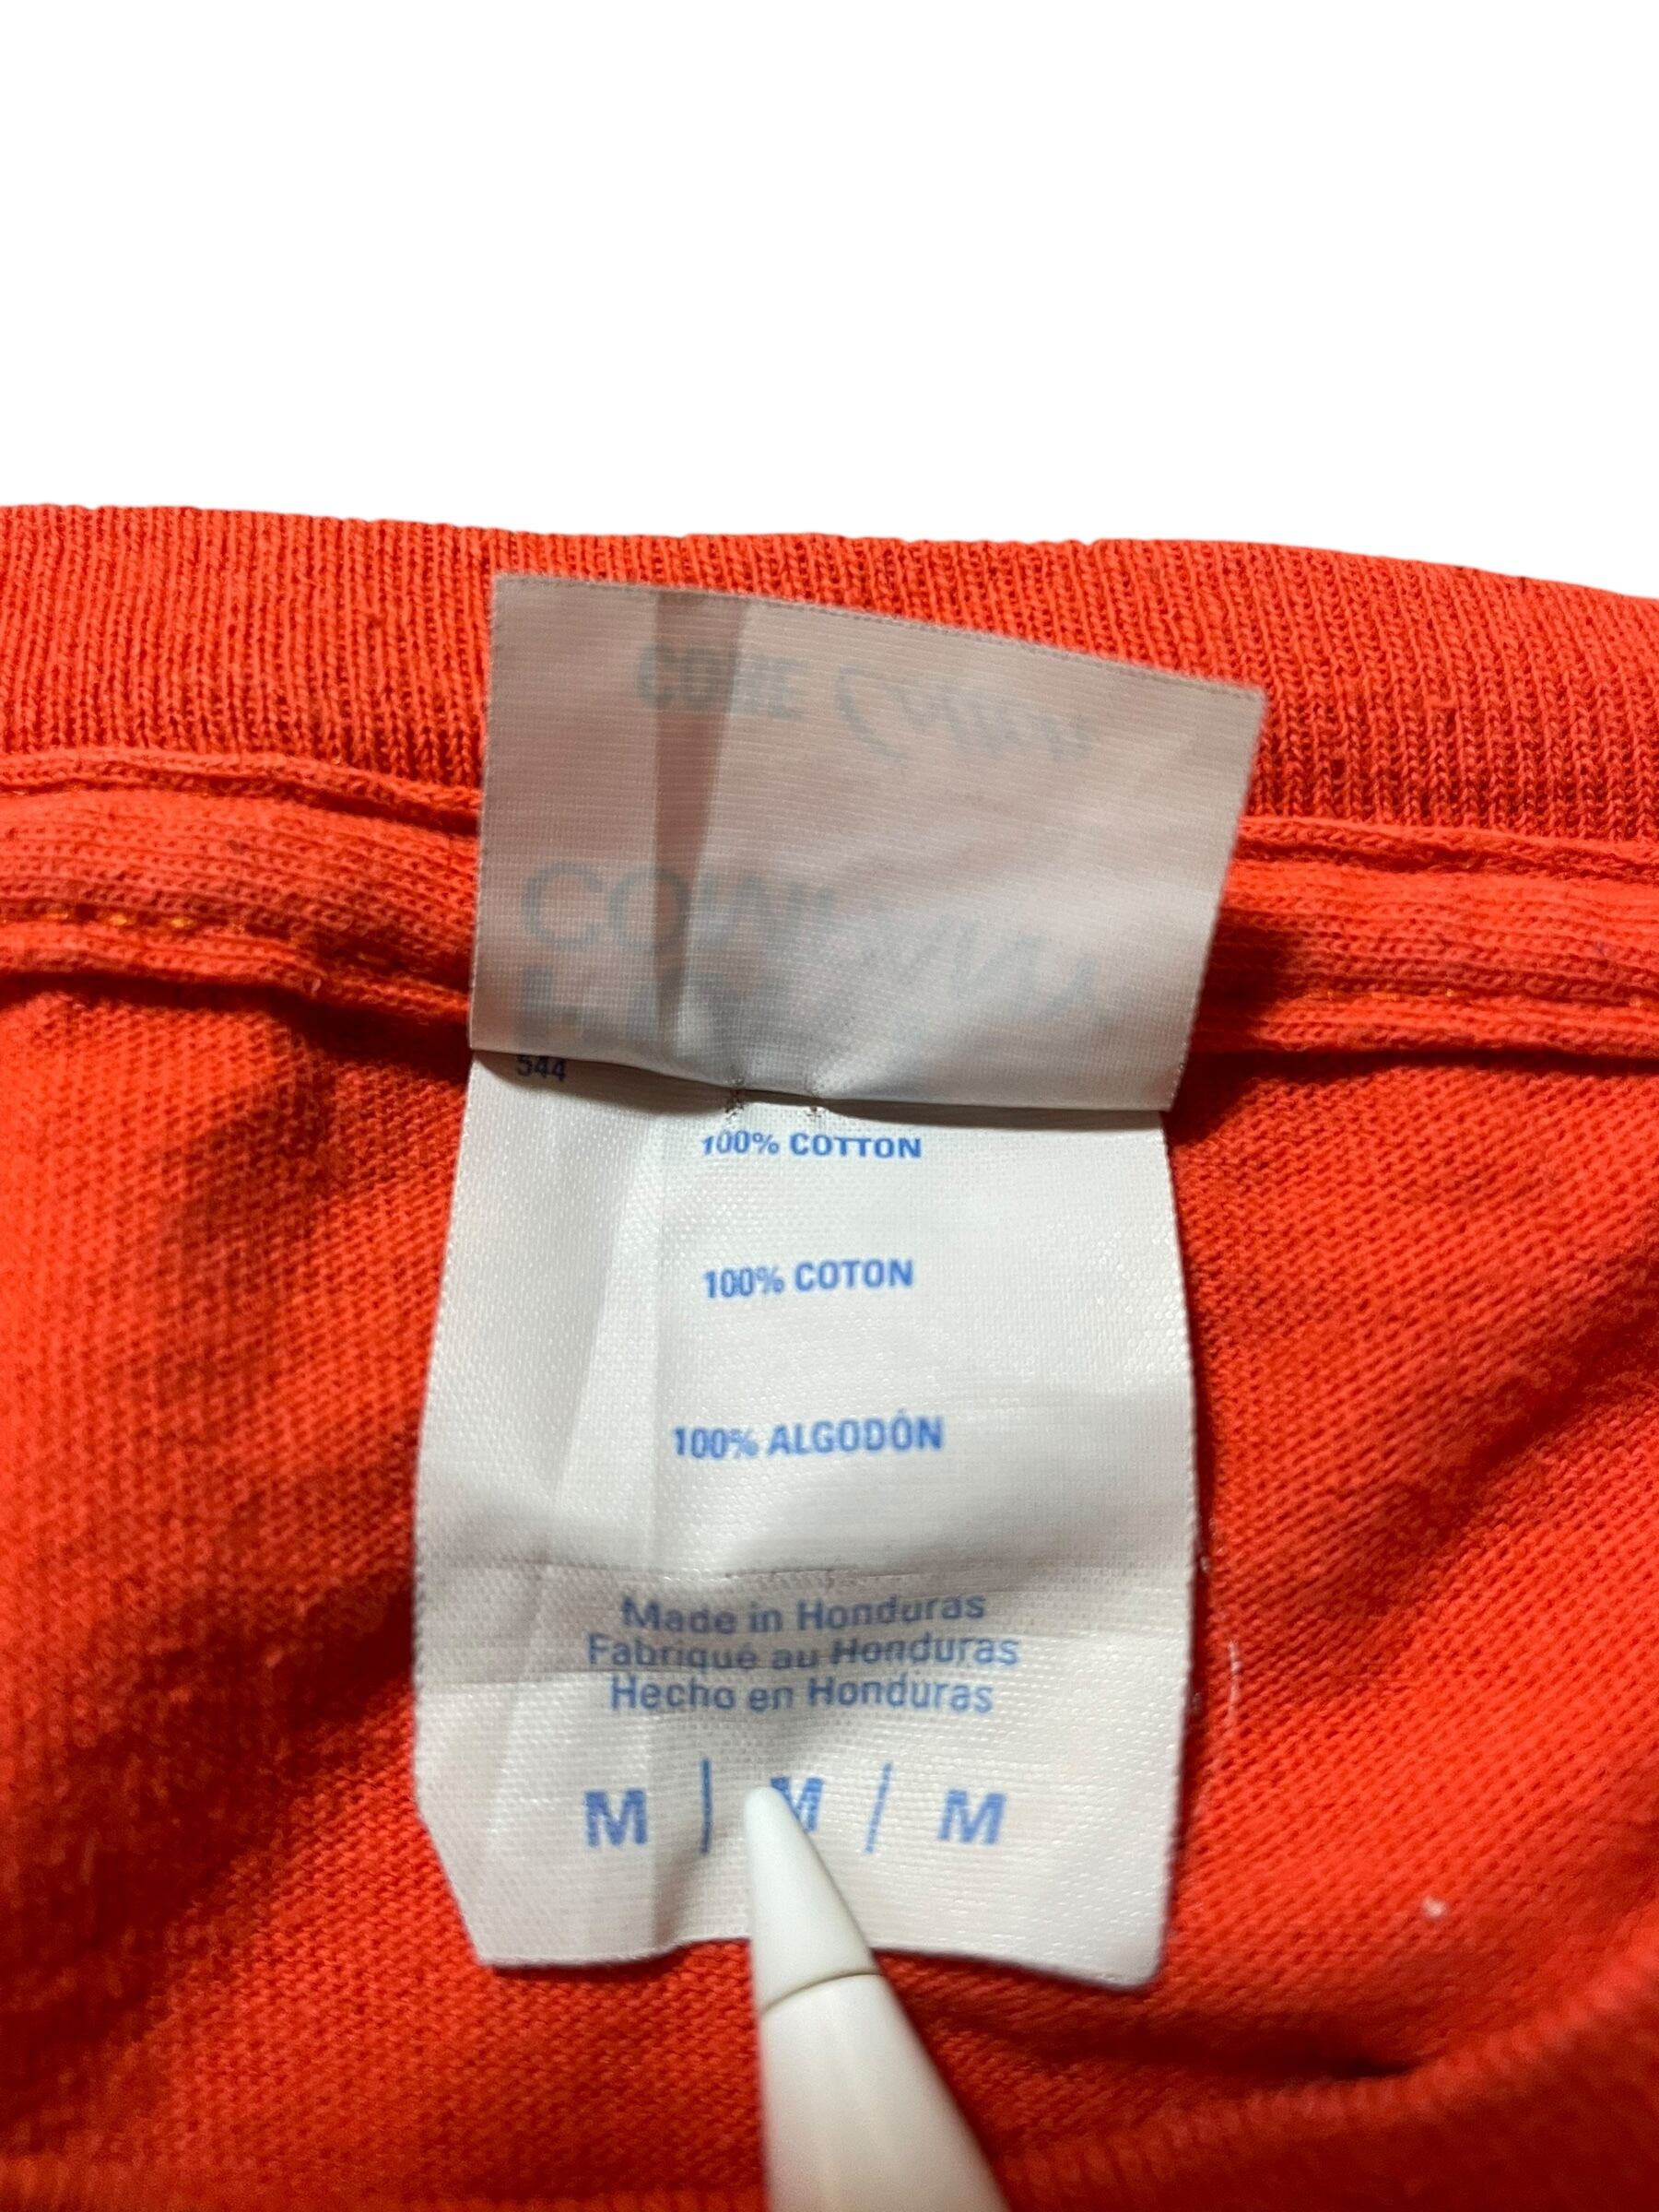 544
100% COTTON
100% COTON
100% ALGODÓN
Made in Honduras
Fabriqué au Honduras
Hecho en Honduras
M | M | M